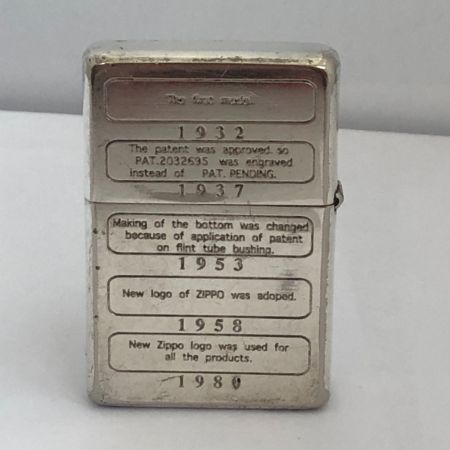 The first model.
1932
The patent was approved so
PAT.2032695 was engraved
instead of PAT. PENDING.
1937
Making of the bottom was changed
because of application of patent
on flint tube bushing.
1953
New logo of ZIPPO was adoped.
1958
New Zippo logo was used for
all the products.
1980